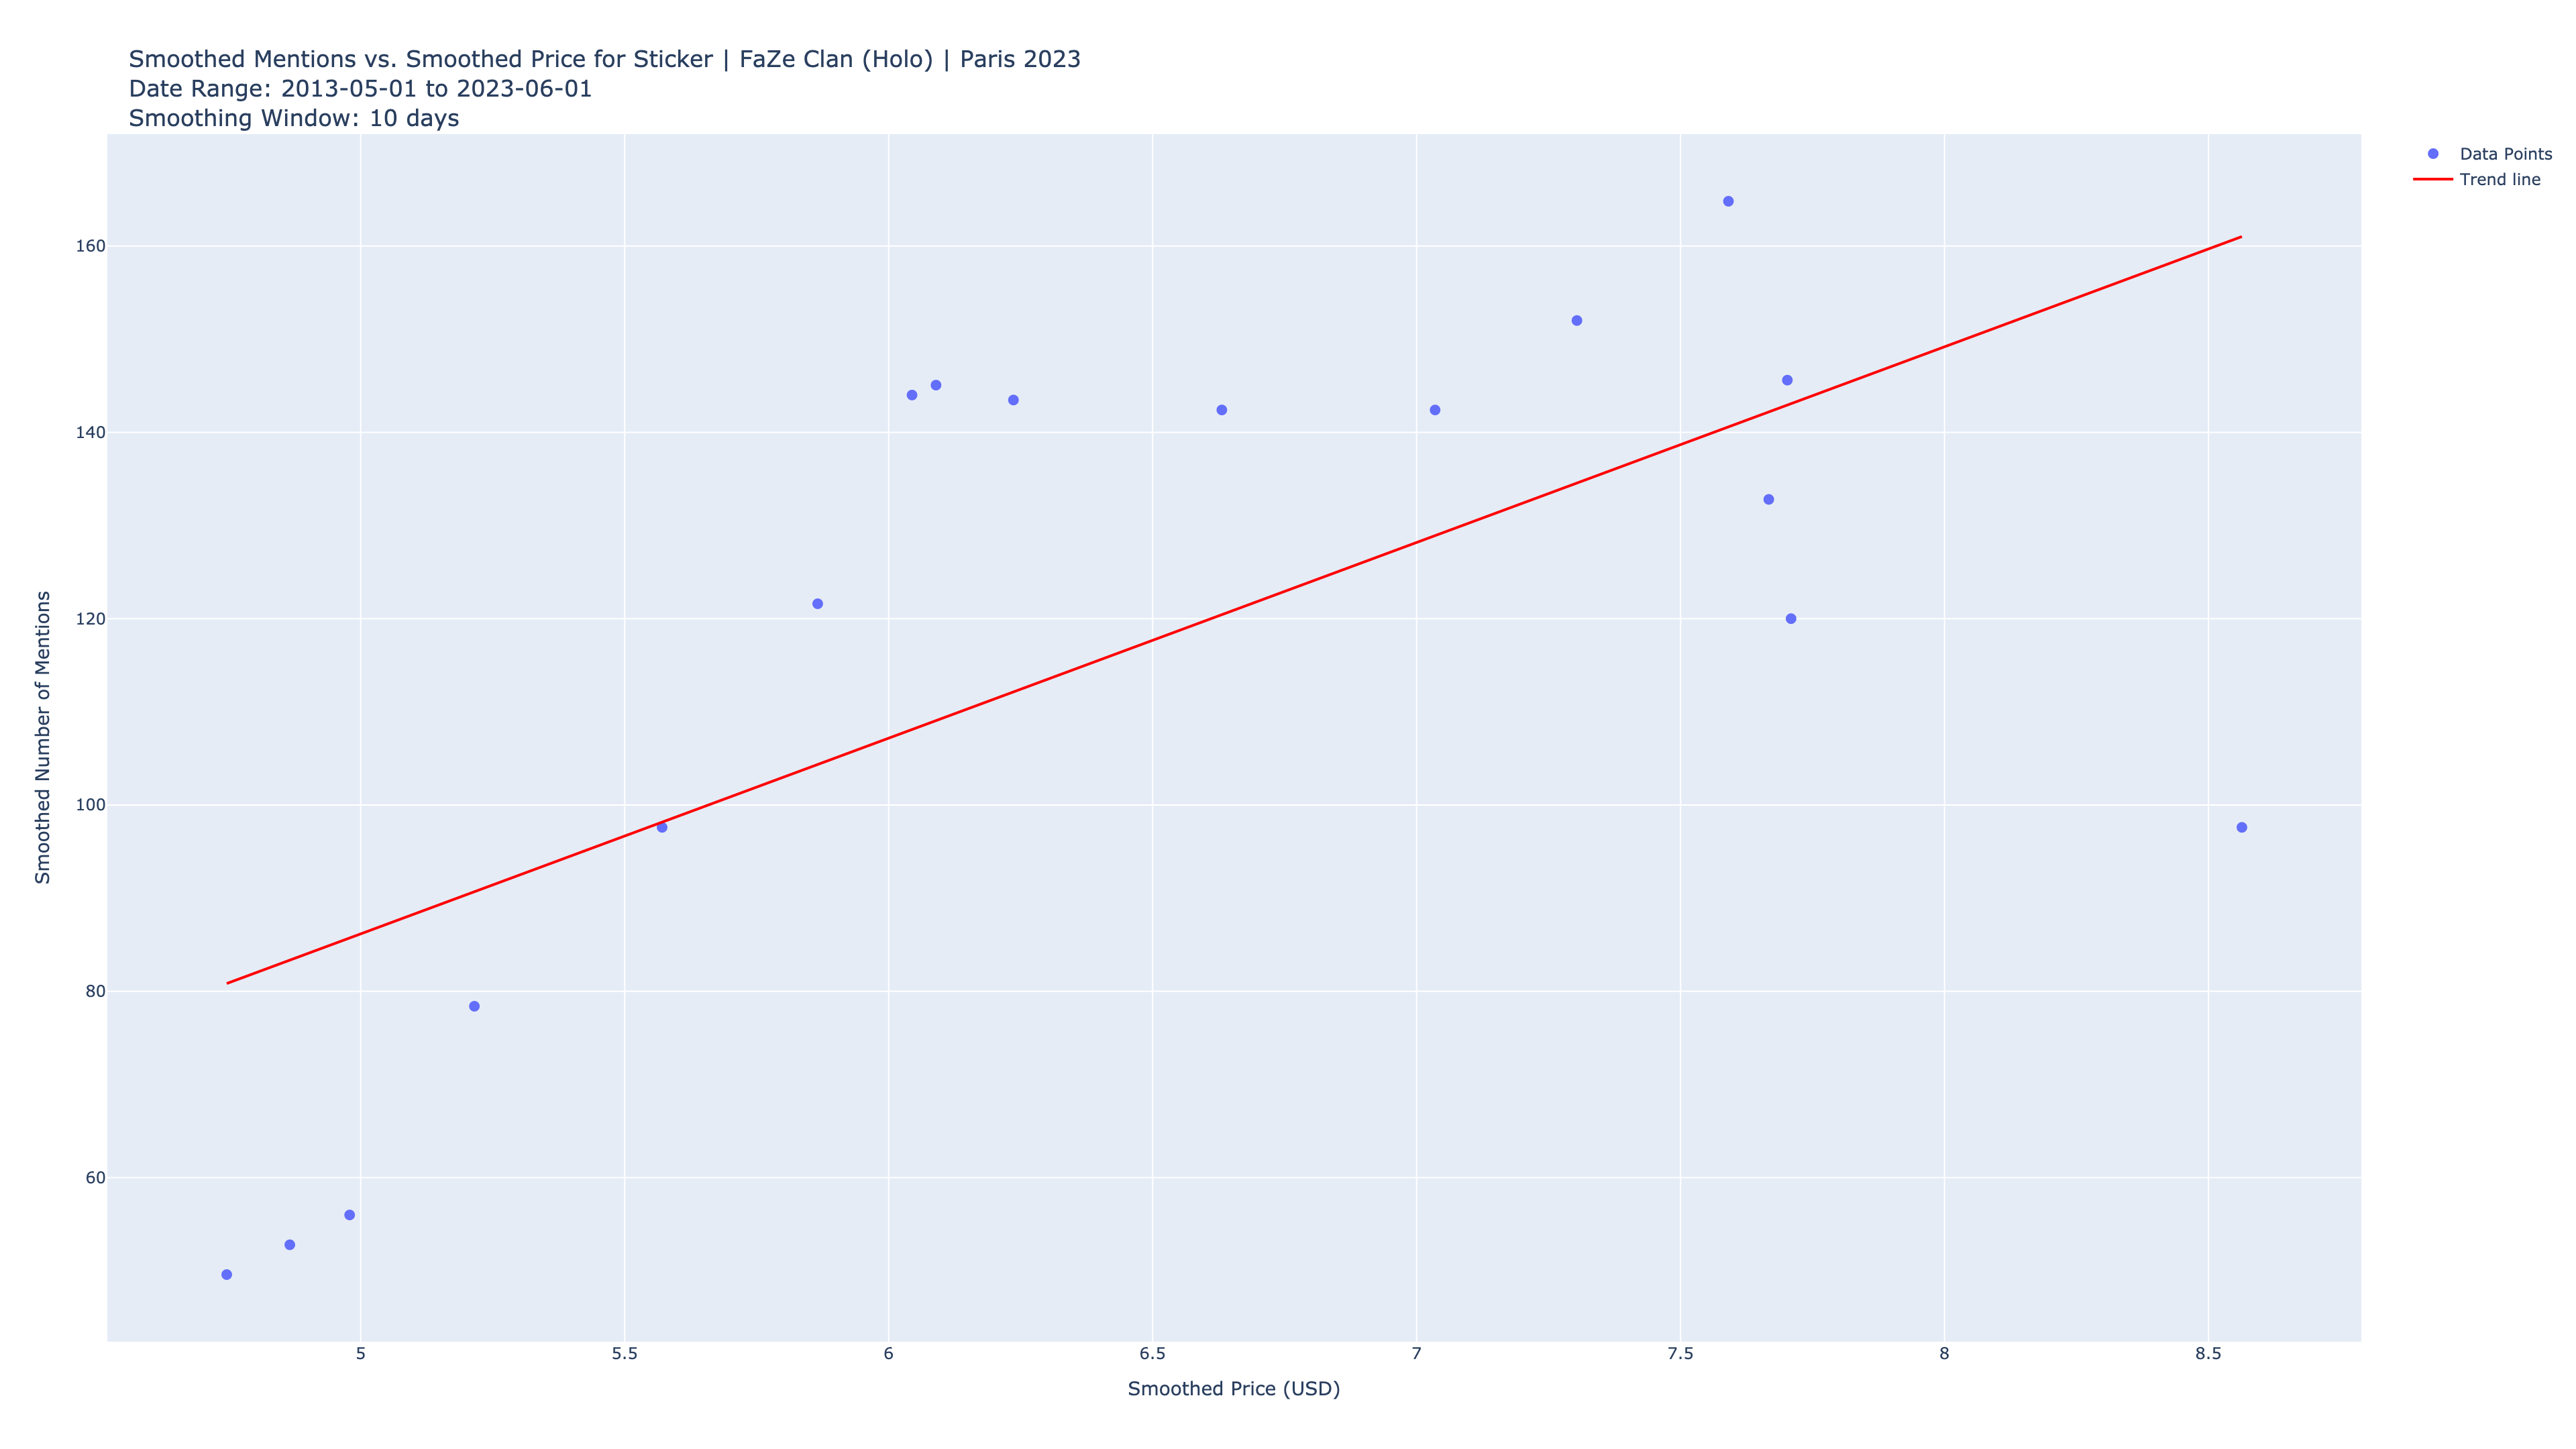 Smoothed Mentions vs. Smoothed Price for Sticker | FaZe Clan (Holo) | Paris 2023
Date Range: 2013-05-01 to 2023-06-01
Smoothing Window: 10 days
Data Points
Trend line
160
140
120
100
80
60
Smoothed Number of Mentions
5
5.5
6
6.5
7
7.5
8
8.5
Smoothed Price (USD)